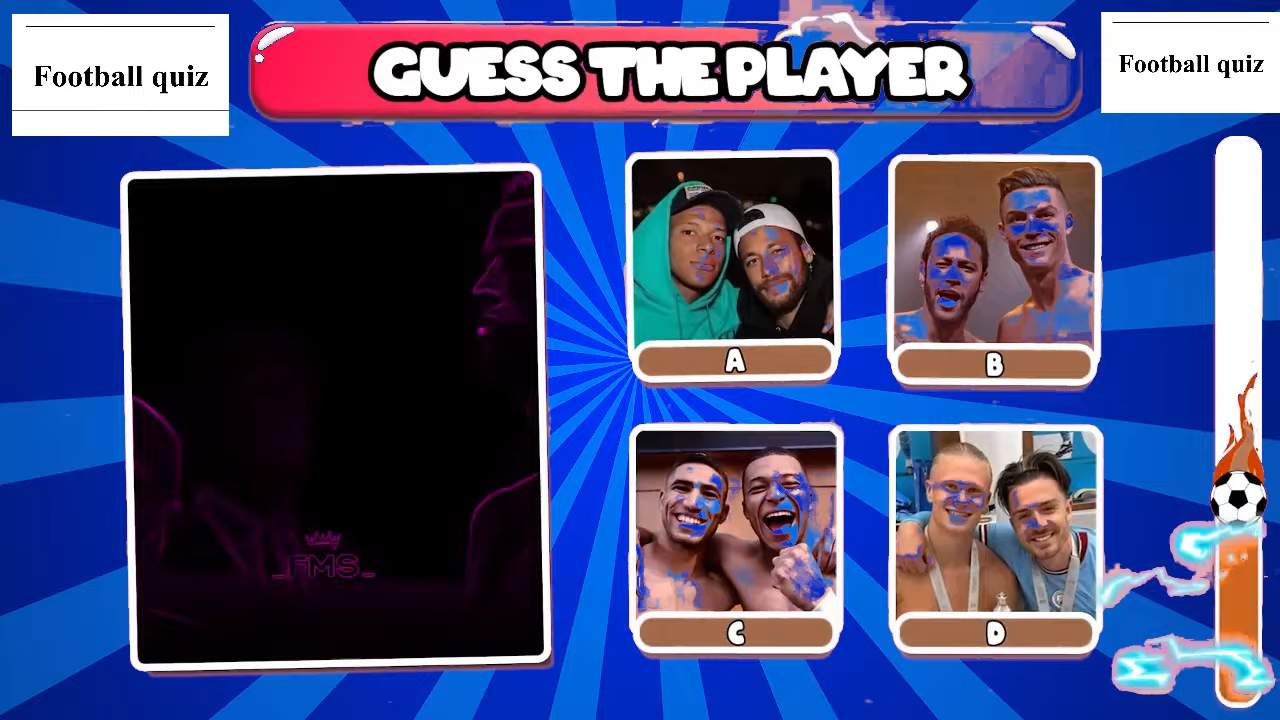 Football quiz
GUESS THE PLAYER
Football quiz
A
B
_FMS_
C
D